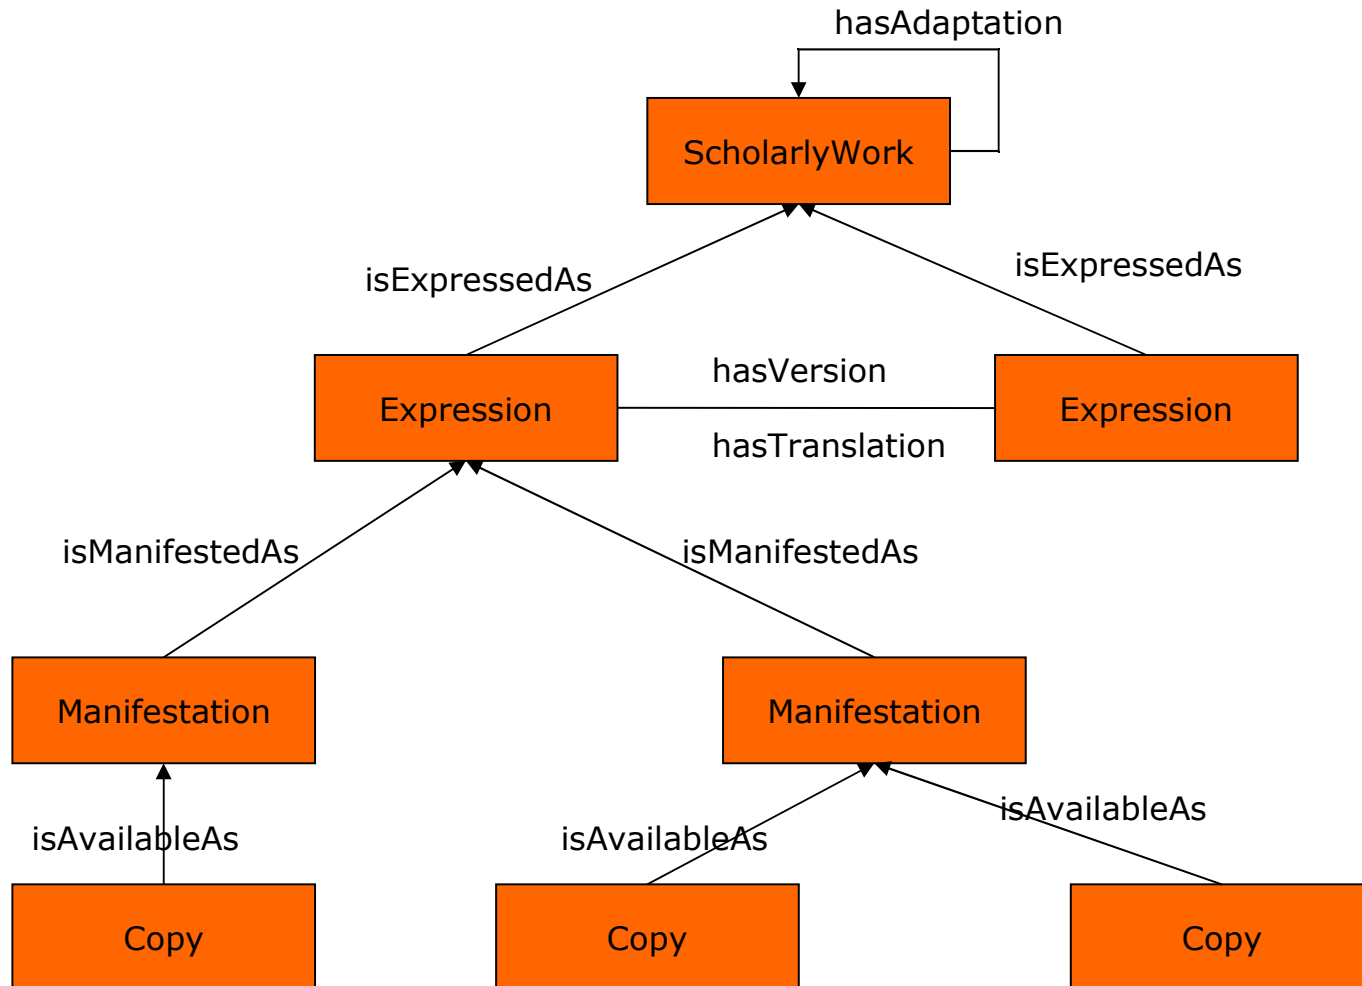 hasAdaptation
ScholarlyWork
isExpressedAs
isExpressedAs
hasVersion
Expression
Expression
hasTranslation
isManifestedAs
isManifestedAs
Manifestation
Manifestation
isAvailableAs
isAvailableAs
isAvailableAs
Copy
Copy
Copy